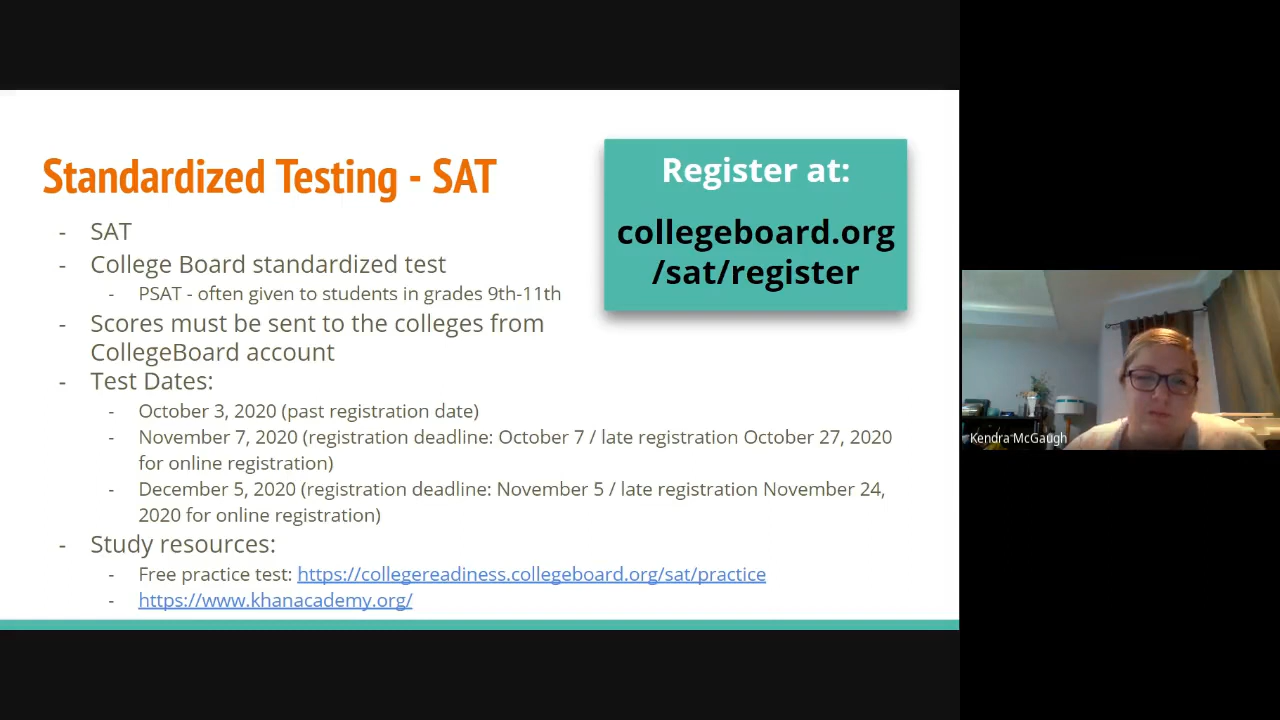 Standardized Testing - SAT
- SAT
- College Board standardized test
- PSAT - often given to students in grades 9th-11th
- Scores must be sent to the colleges from
CollegeBoard account
- Test Dates:
- October 3, 2020 (past registration date)
- November 7, 2020 (registration deadline: October 7 / late registration October 27, 2020
for online registration)
- December 5, 2020 (registration deadline: November 5 / late registration November 24,
2020 for online registration)
- Study resources:
- Free practice test: https://collegereadiness.collegeboard.org/sat/practice
- https://www.khanacademy.org/
Register at:
collegeboard.org
/sat/register
Kendra McGaugh